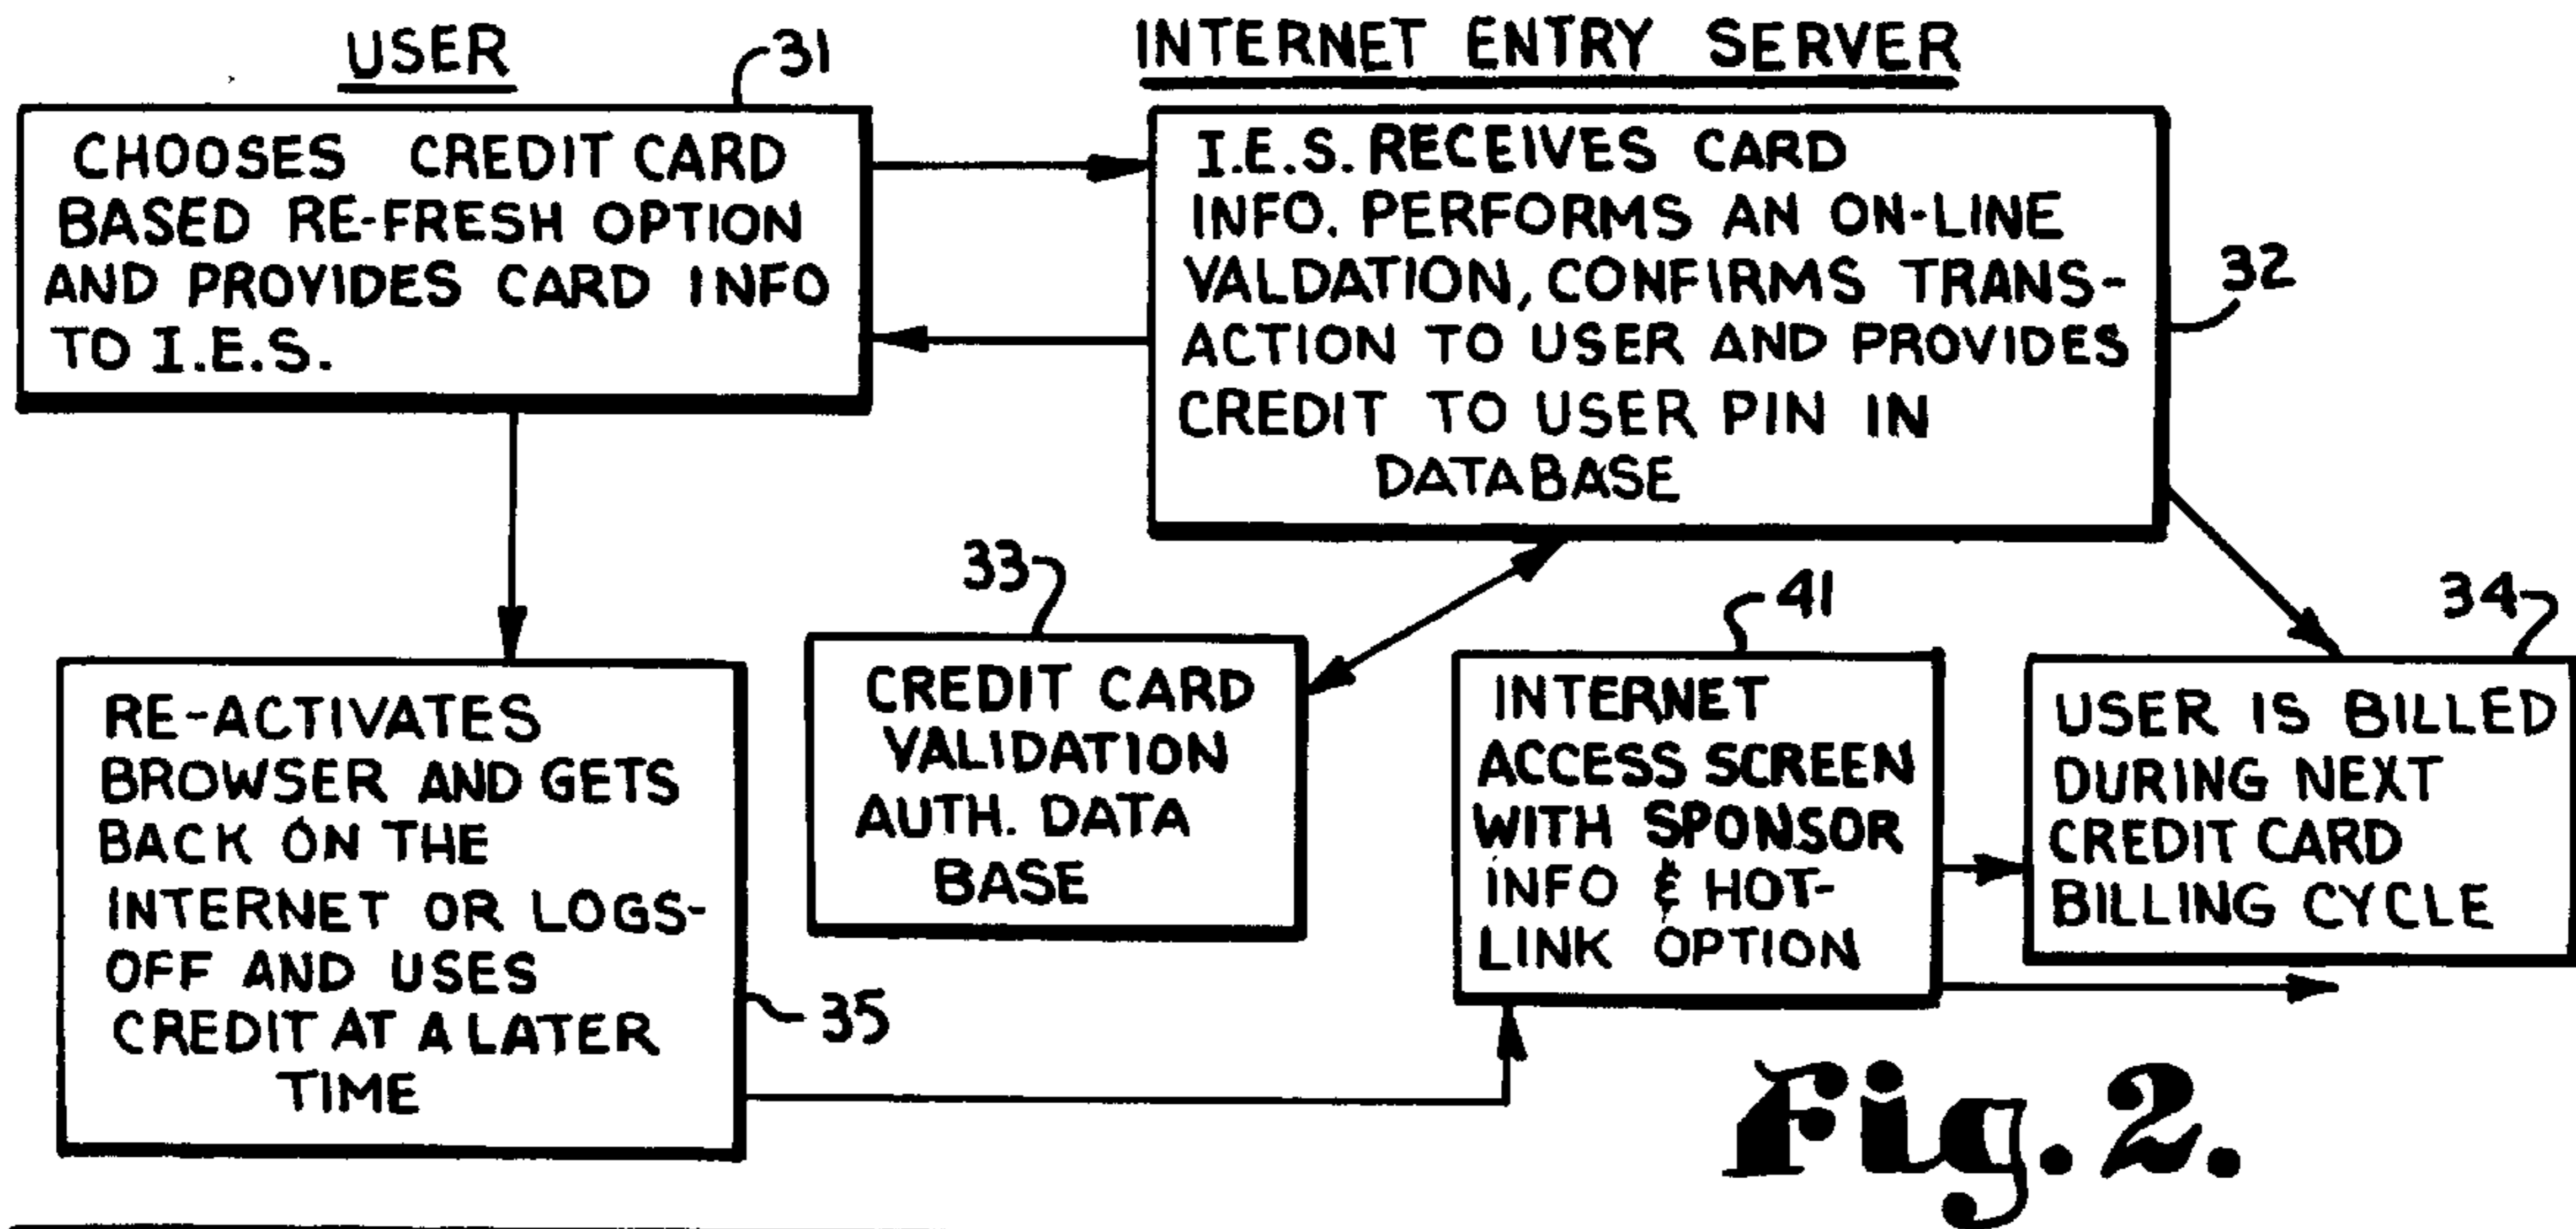 USER
31
INTERNET ENTRY SERVER
CHOOSES CREDIT CARD
BASED RE-FRESH OPTION
AND PROVIDES CARD INFO
TO I.E.S.
I.E.S. RECEIVES CARD
INFO. PERFORMS AN ON-LINE
VALDATION, CONFIRMS TRANS-
ACTION TO USER AND PROVIDES
CREDIT TO USER PIN IN
DATABASE
32
33
CREDIT CARD
VALIDATION
AUTH. DATA
BASE
41
INTERNET
ACCESS SCREEN
WITH SPONSOR
INFO & HOT-
LINK OPTION
34
USER IS BILLED
DURING NEXT
CREDIT CARD
BILLING CYCLE
RE-ACTIVATES
BROWSER AND GETS
BACK ON THE
INTERNET OR LOGS-
OFF AND USES
CREDIT AT A LATER
TIME
35
Fig. 2.